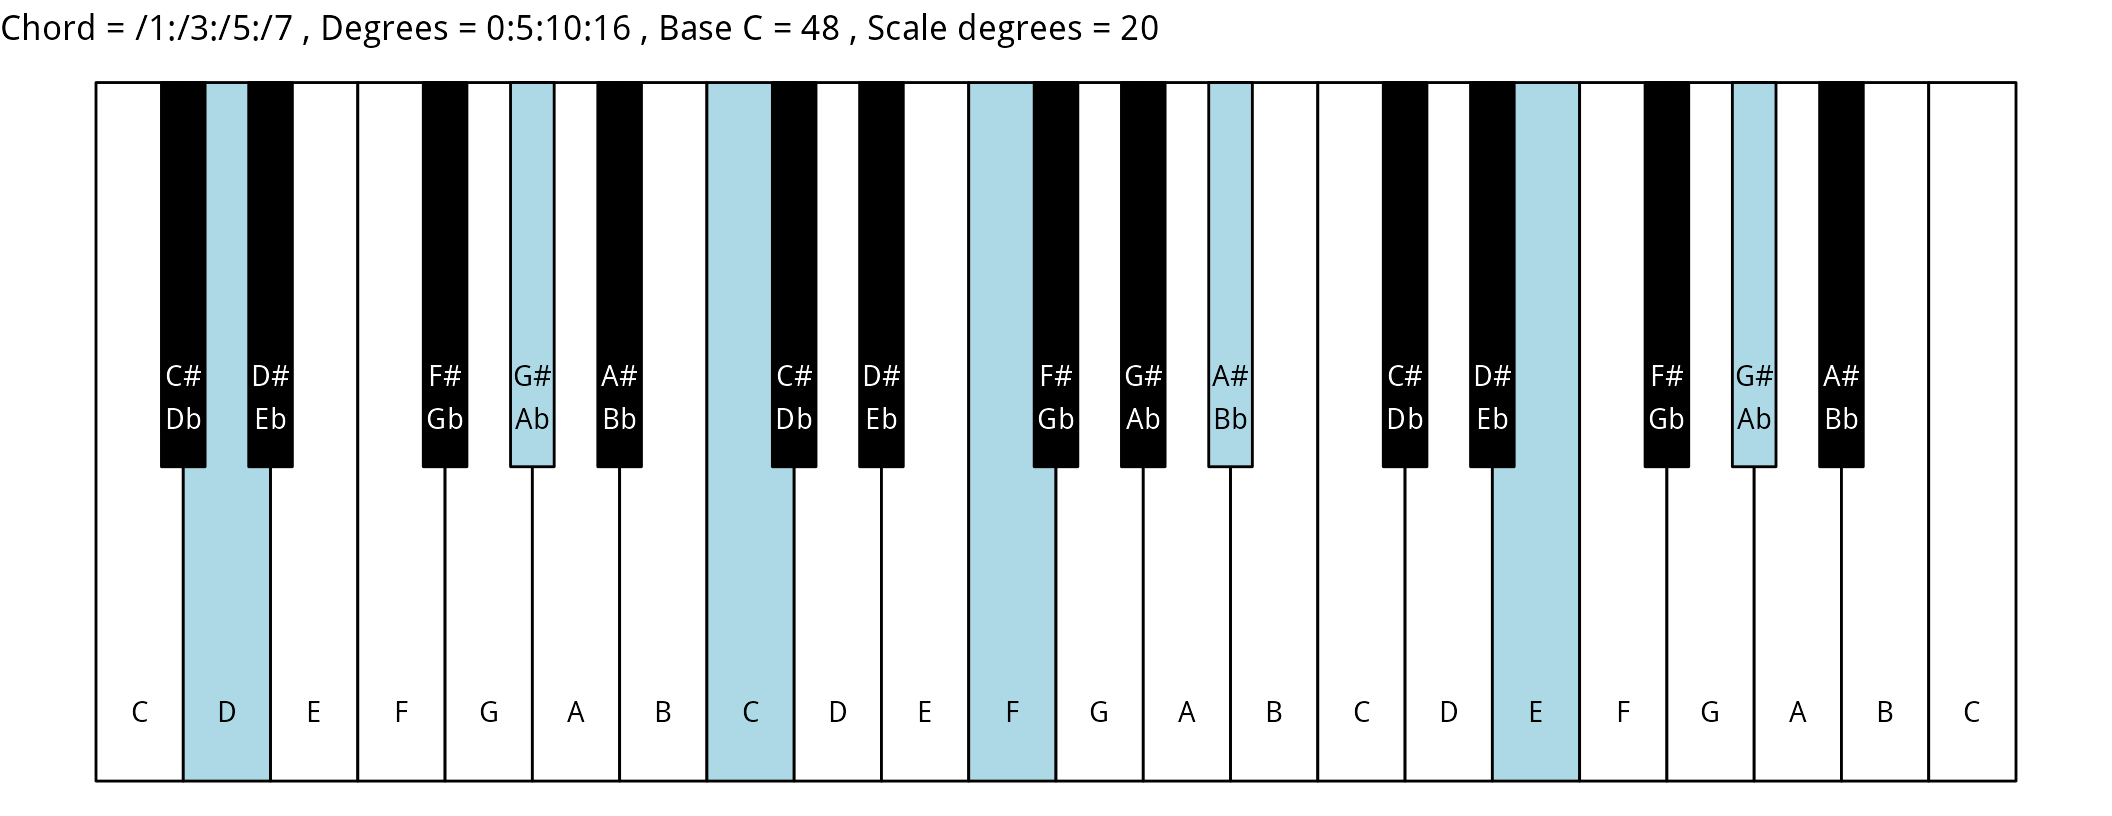 Chord = /1:/3:/5:/7 , Degrees = 0:5:10:16 , Base C = 48 , Scale degrees = 20
C# D# F# G# A# C# D# F# G# A# C# D# F# G# A#
Db Eb Gb Ab Bb Db Eb Gb Ab Bb Db Eb Gb Ab Bb
C D E F G A B C D E F G A B C D E F G A B C